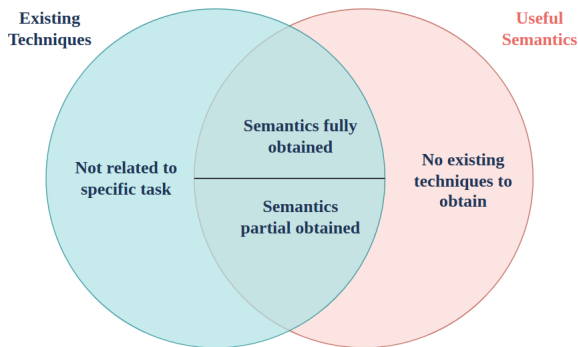 Existing
Techniques
Useful
Semantics
Not related to
specific task
Semantics fully
obtained
Semantics
partial obtained
No existing
techniques to
obtain